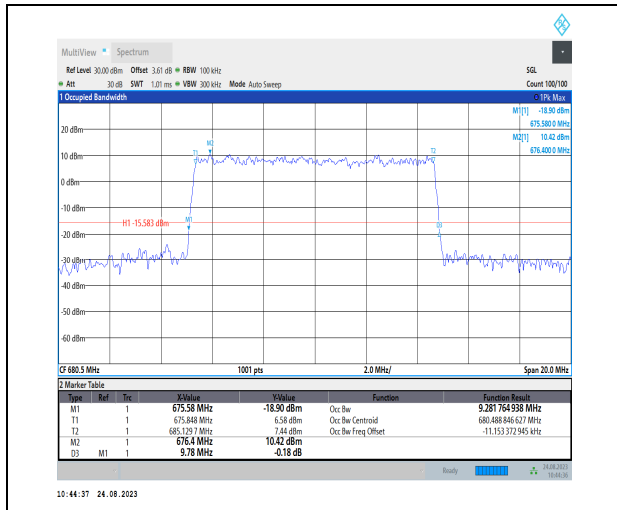 MultiView Spectrum
Ref Level 30.00 dBm Offset 3.61 dB RBW 100 kHz SGL
Att 30 dB SWT 1.01 ms VBW 300 kHz Mode Auto Sweep Count 100/100
1 Occupied Bandwidth 1Pk Max
M1[1] -18.90 dBm
675.580 0 MHz
M2[1] 10.42 dBm
676.400 0 MHz
20 dBm
T1 M2 T2
10 dBm
0 dBm
-10 dBm
H1 -15.583 dBm M1 D3
-20 dBm
-30 dBm
-40 dBm
-50 dBm
-60 dBm
CF 680.5 MHz 1001 pts 2.0 MHz/ Span 20.0 MHz
2 Marker Table
Type Ref Trc X-Value Y-Value Function Function Result
M1 1 675.58 MHz -18.90 dBm Occ Bw 9.281 764 938 MHz
T1 1 675.848 MHz 6.58 dBm Occ Bw Centroid 680.488 846 627 MHz
T2 1 685.129 7 MHz 7.44 dBm Occ Bw Freq Offset -11.153 372 945 kHz
M2 1 676.4 MHz 10.42 dBm
D3 M1 1 9.78 MHz -0.18 dB
Ready 24.08.2023
10:44:36
10:44:37 24.08.2023